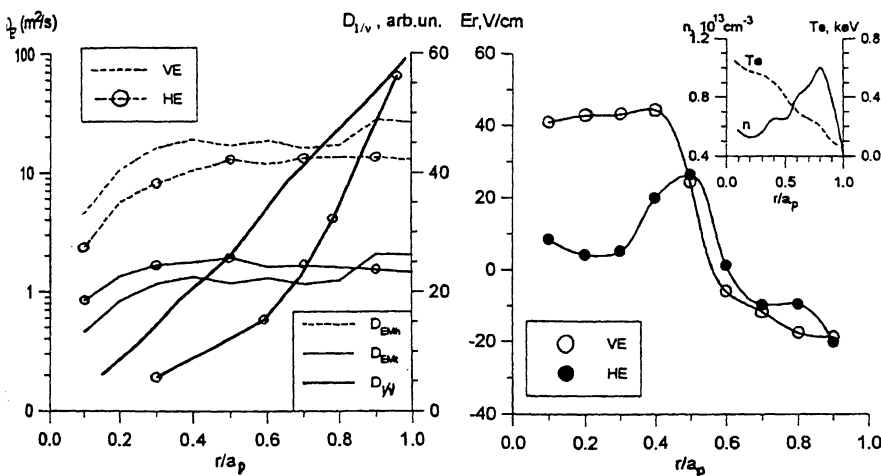 (m²/s)
D1/ν, arb.un.
100
10
1
0
60
40
20
0
VE
HE
DEMh
DEMt
D1/ν
0.0 0.2 0.4 0.6 0.8 1.0
r/ap
Er,V/cm
60
40
20
0
-20
-40
VE
HE
0.0 0.2 0.4 0.6 0.8 1.0
r/ap
n, 10¹³cm⁻³
Te, keV
1.2
0.8
0.4
0.8
0.4
0.0
Te
n
0.0 0.5 1.0
r/ap